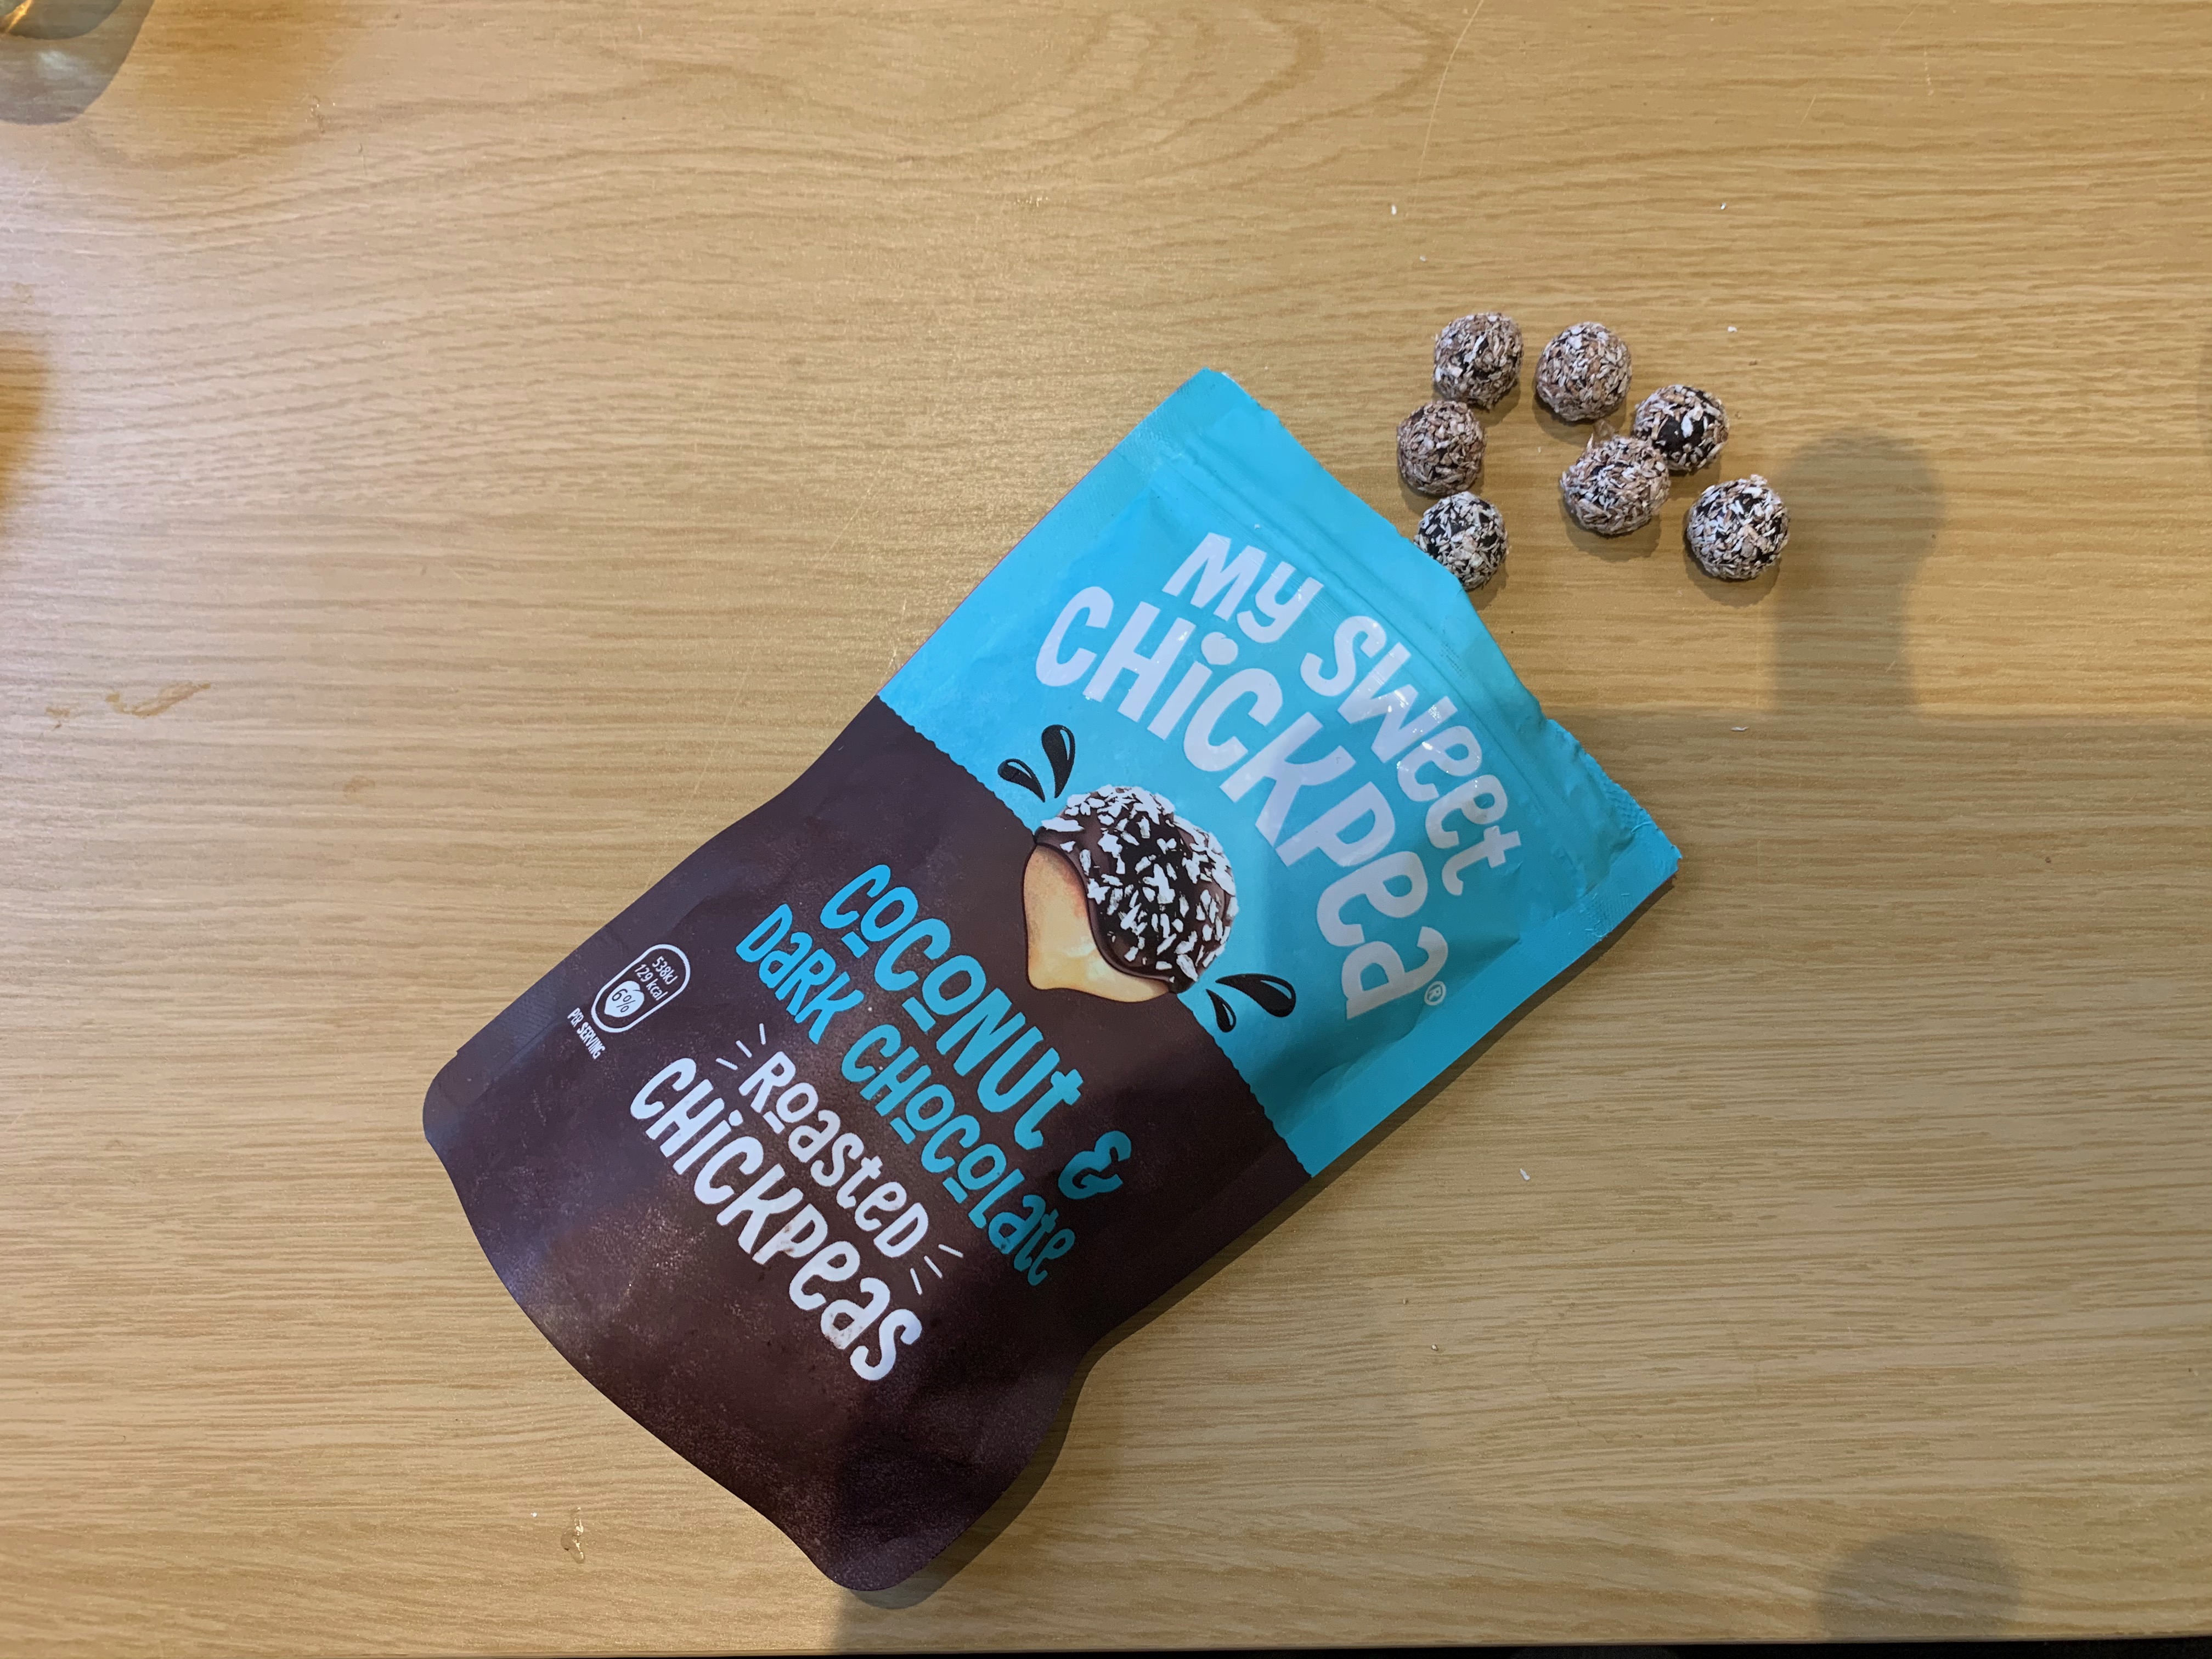 My Sweet
CHiCKPea®
COCONUt &
DaRK CHOCOLate
ROasteD
CHiCKPeas
538kJ
129 kcal
6%
PER SERVING